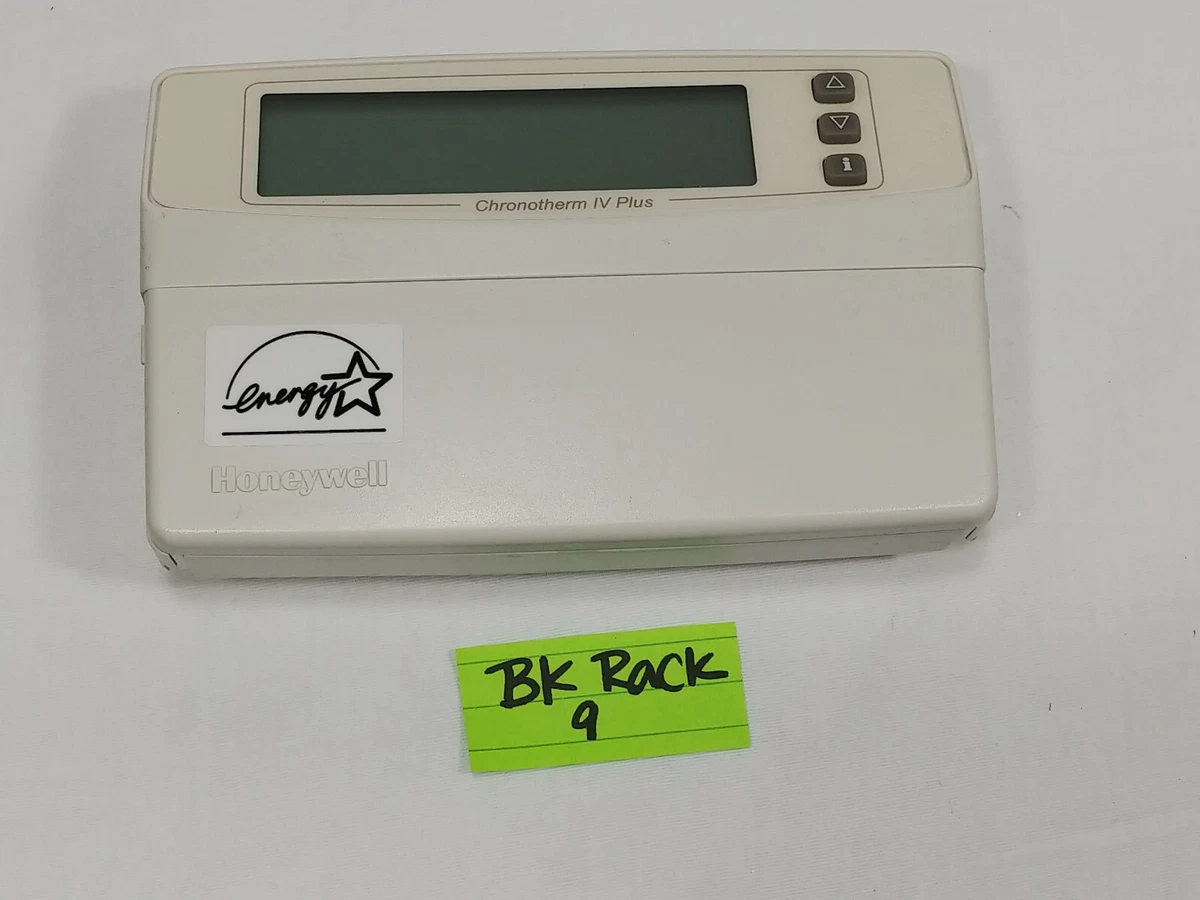 i
Chronotherm IV Plus
energy
Honeywell
BK Rack
9